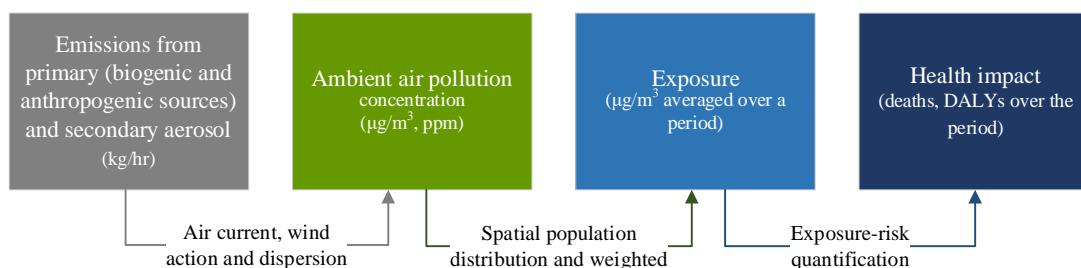 Emissions from
primary (biogenic and
anthropogenic sources)
and secondary aerosol
(kg/hr)
Ambient air pollution
concentration
(μg/m³, ppm)
Exposure
(μg/m³ averaged over a
period)
Health impact
(deaths, DALYs over the
period)
Air current, wind
action and dispersion
Spatial population
distribution and weighted
Exposure-risk
quantification